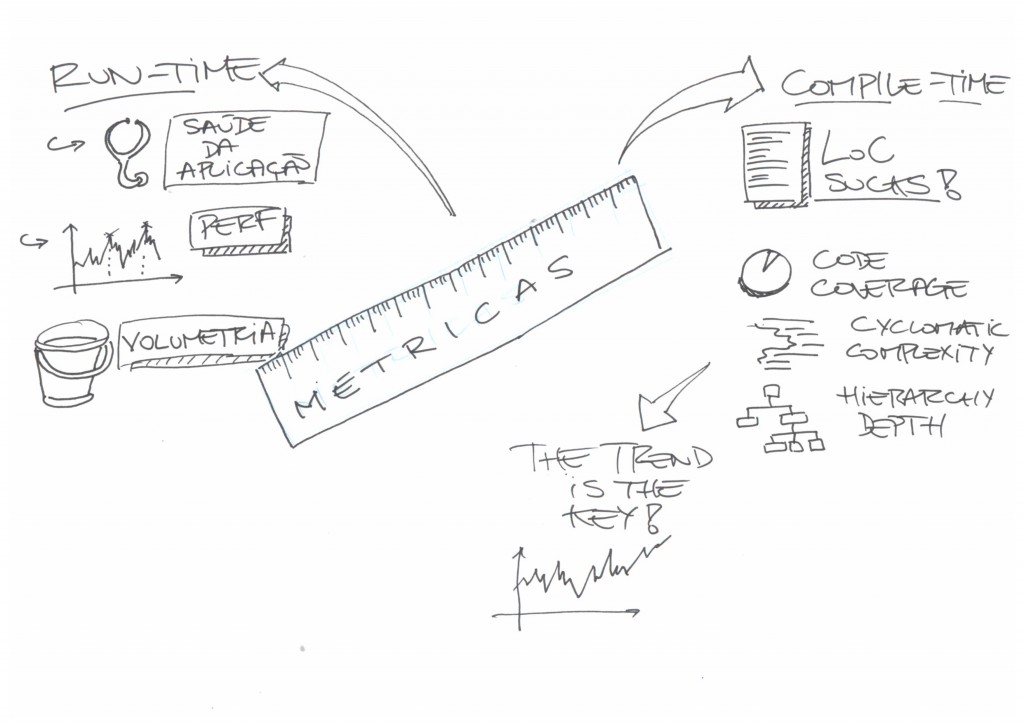 RUN-TIME
SAÚDE
DA
APLICAÇÃO
PERF
VOLUMETRIA
METRICAS
COMPILE-TIME
LOC
SUCKS!
CODE
COVERAGE
CYCLOMATIC
COMPLEXITY
HIERARCHY
DEPTH
THE TREND
IS THE
KEY!